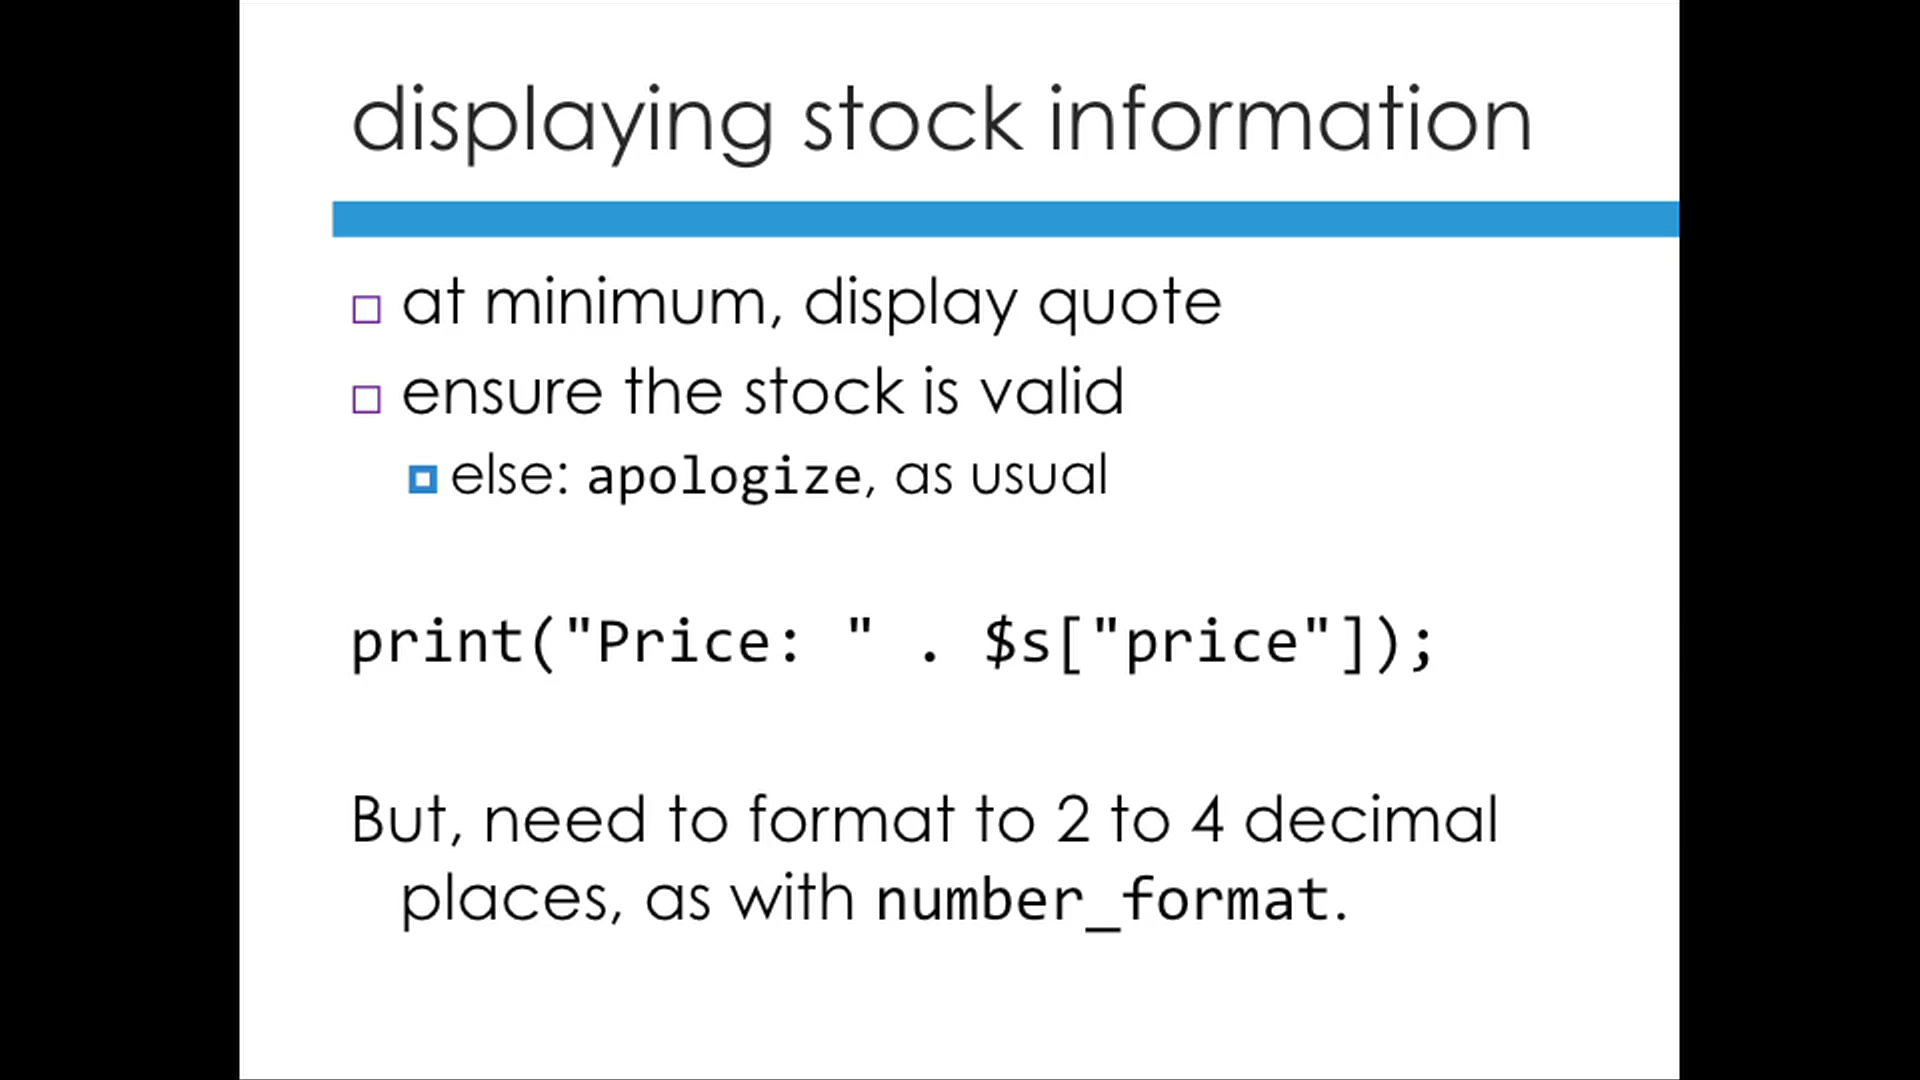 displaying stock information
at minimum, display quote
ensure the stock is valid
else: apologize, as usual
print("Price: " . $s["price"]);
But, need to format to 2 to 4 decimal
places, as with number_format.